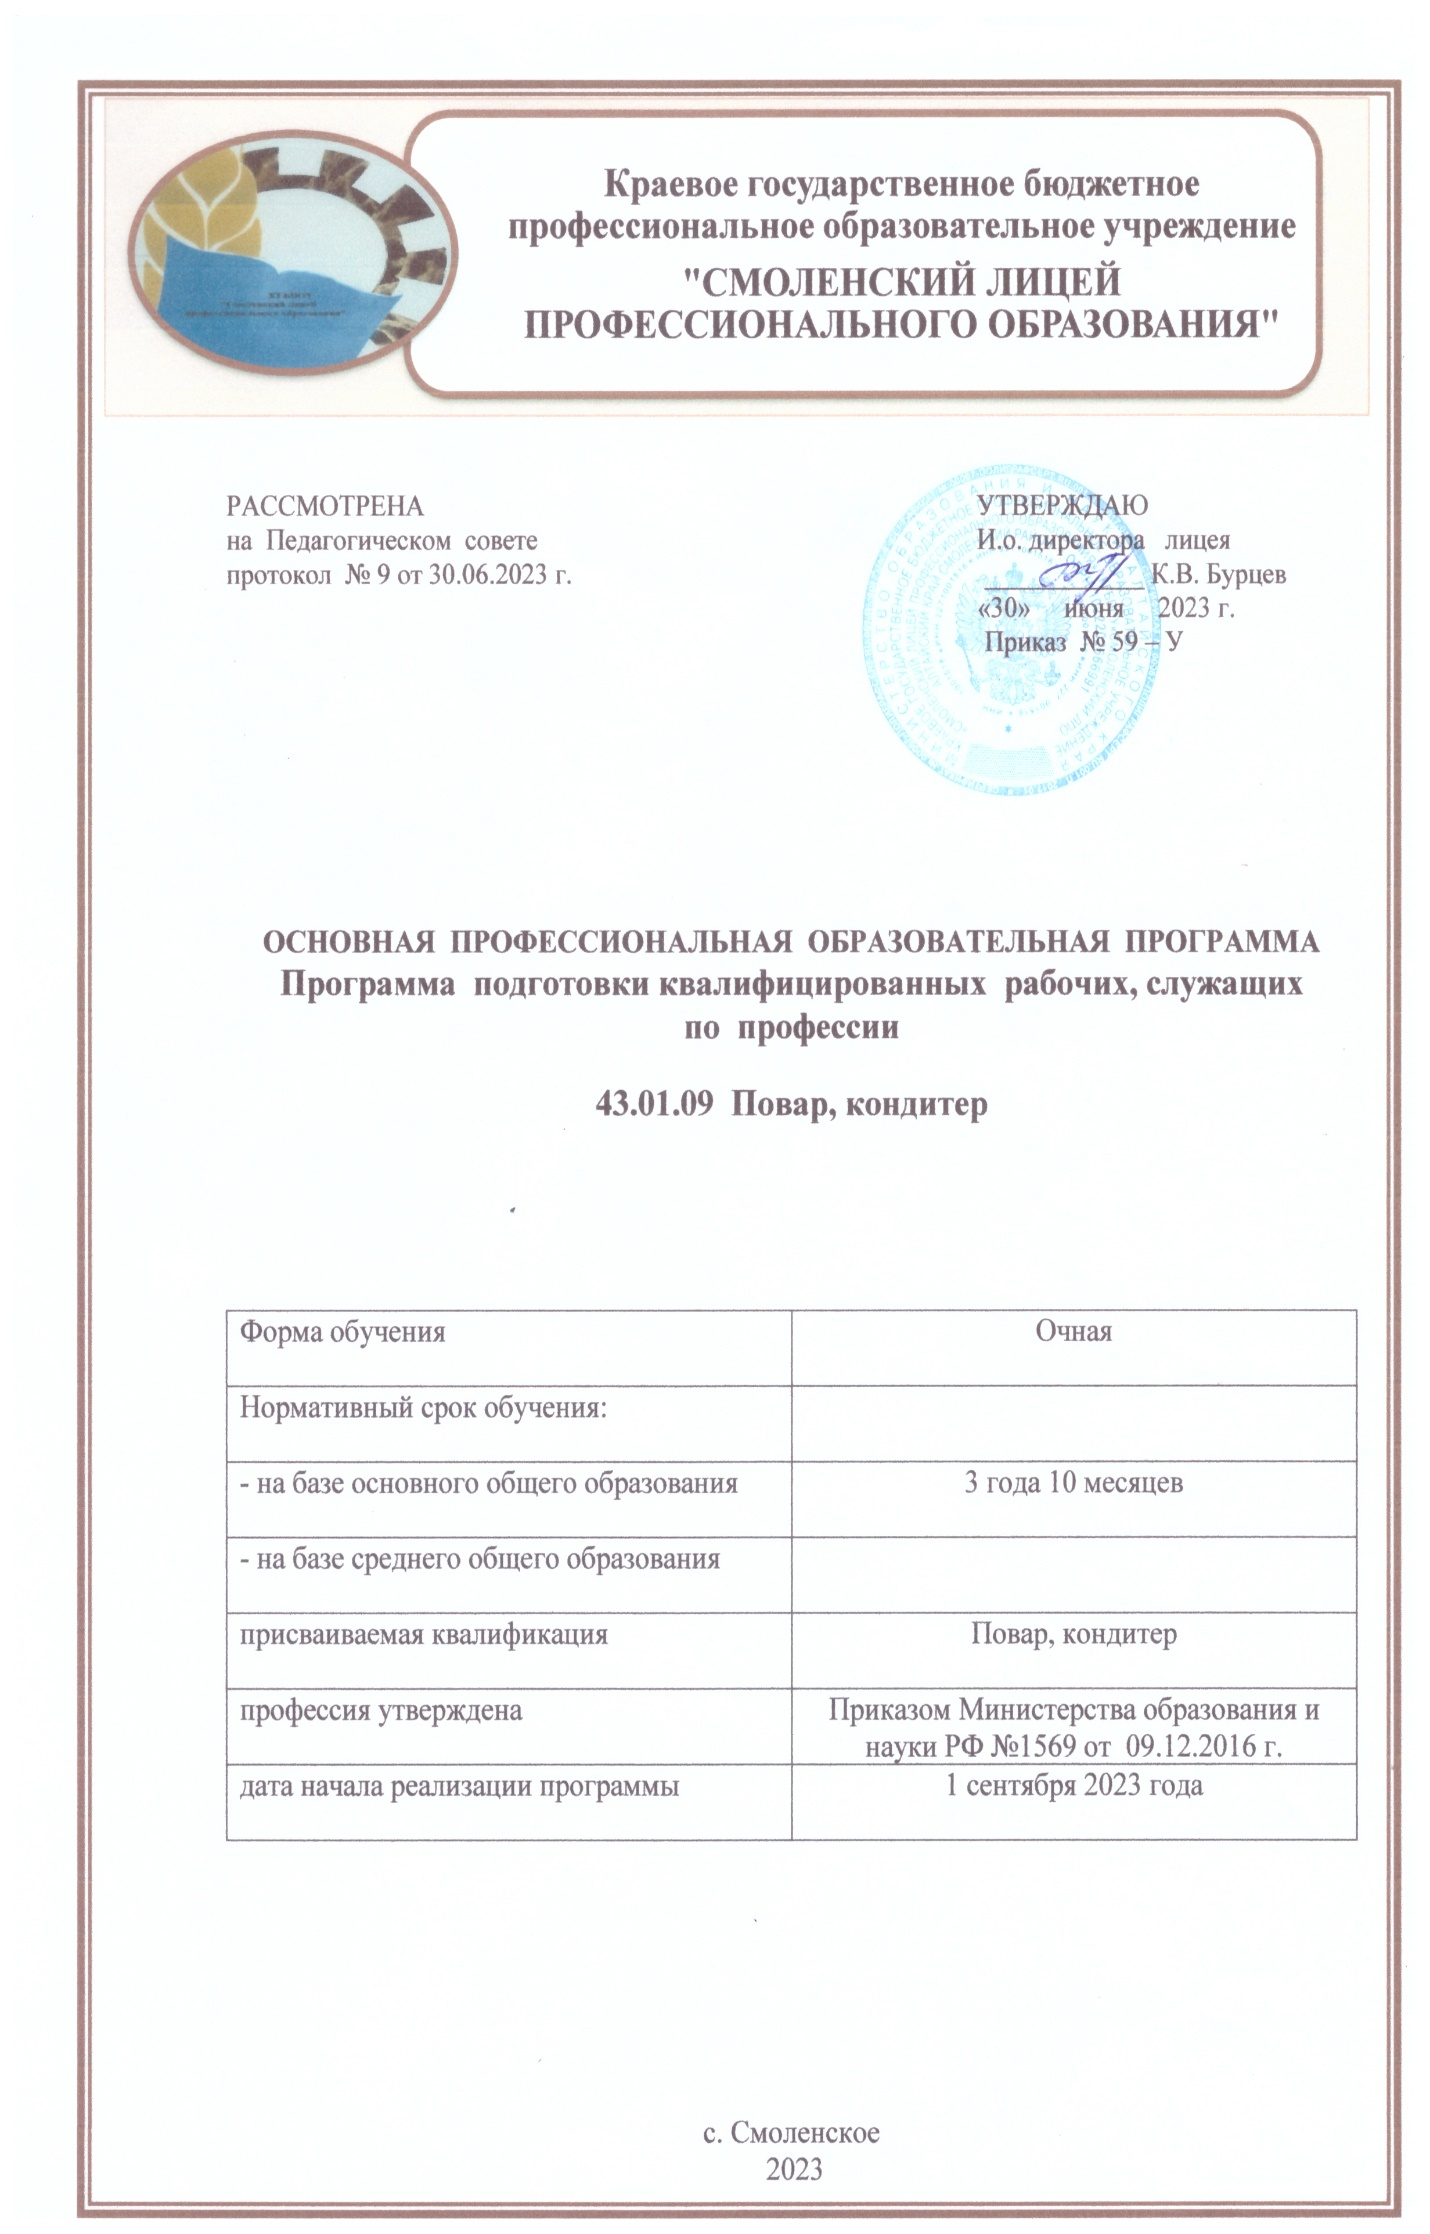 Краевое государственное бюджетное
профессиональное образовательное учреждение
"СМОЛЕНСКИЙ ЛИЦЕЙ
ПРОФЕССИОНАЛЬНОГО ОБРАЗОВАНИЯ"
РАССМОТРЕНА
на Педагогическом совете
протокол № 9 от 30.06.2023 г.
УТВЕРЖДАЮ
И.о. директора лицея
____________ К.В. Бурцев
«30» июня 2023 г.
Приказ № 59 – У
ОСНОВНАЯ ПРОФЕССИОНАЛЬНАЯ ОБРАЗОВАТЕЛЬНАЯ ПРОГРАММА
Программа подготовки квалифицированных рабочих, служащих
по профессии
43.01.09 Повар, кондитер
Форма обучения
Очная
Нормативный срок обучения:
- на базе основного общего образования
3 года 10 месяцев
- на базе среднего общего образования
присваиваемая квалификация
Повар, кондитер
профессия утверждена
Приказом Министерства образования и
науки РФ №1569 от 09.12.2016 г.
дата начала реализации программы
1 сентября 2023 года
с. Смоленское
2023